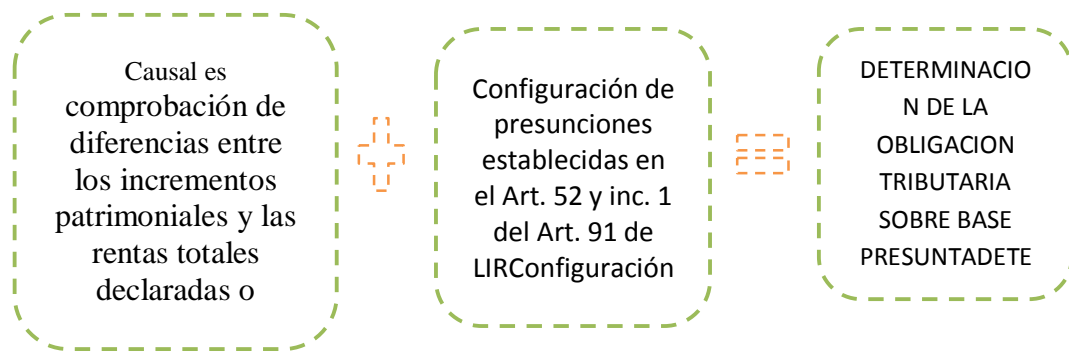 Causal es
comprobación de
diferencias entre
los incrementos
patrimoniales y las
rentas totales
declaradas o
Configuración de
presunciones
establecidas en
el Art. 52 y inc. 1
del Art. 91 de
LIRConfiguración
DETERMINACIO
N DE LA
OBLIGACION
TRIBUTARIA
SOBRE BASE
PRESUNTADETE